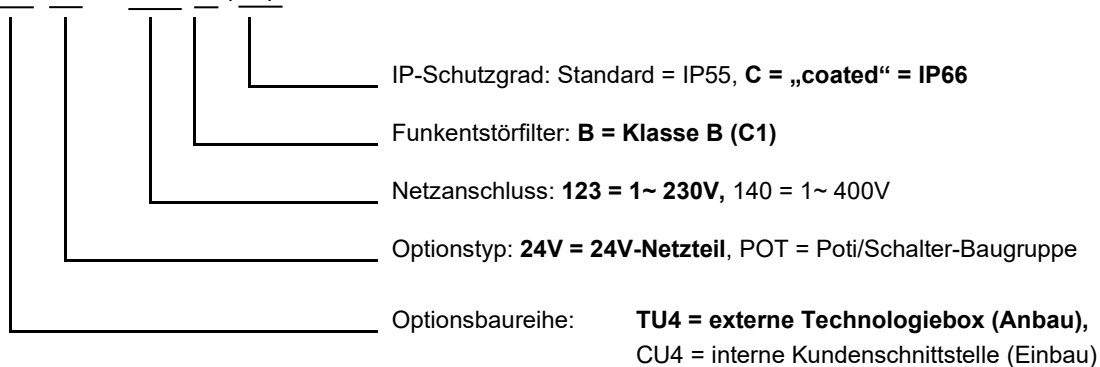 IP-Schutzgrad: Standard = IP55, C = „coated“ = IP66
Funkentstörfilter: B = Klasse B (C1)
Netzanschluss: 123 = 1~ 230V, 140 = 1~ 400V
Optionstyp: 24V = 24V-Netzteil, POT = Poti/Schalter-Baugruppe
Optionsbaureihe: TU4 = externe Technologiebox (Anbau),
CU4 = interne Kundenschnittstelle (Einbau)